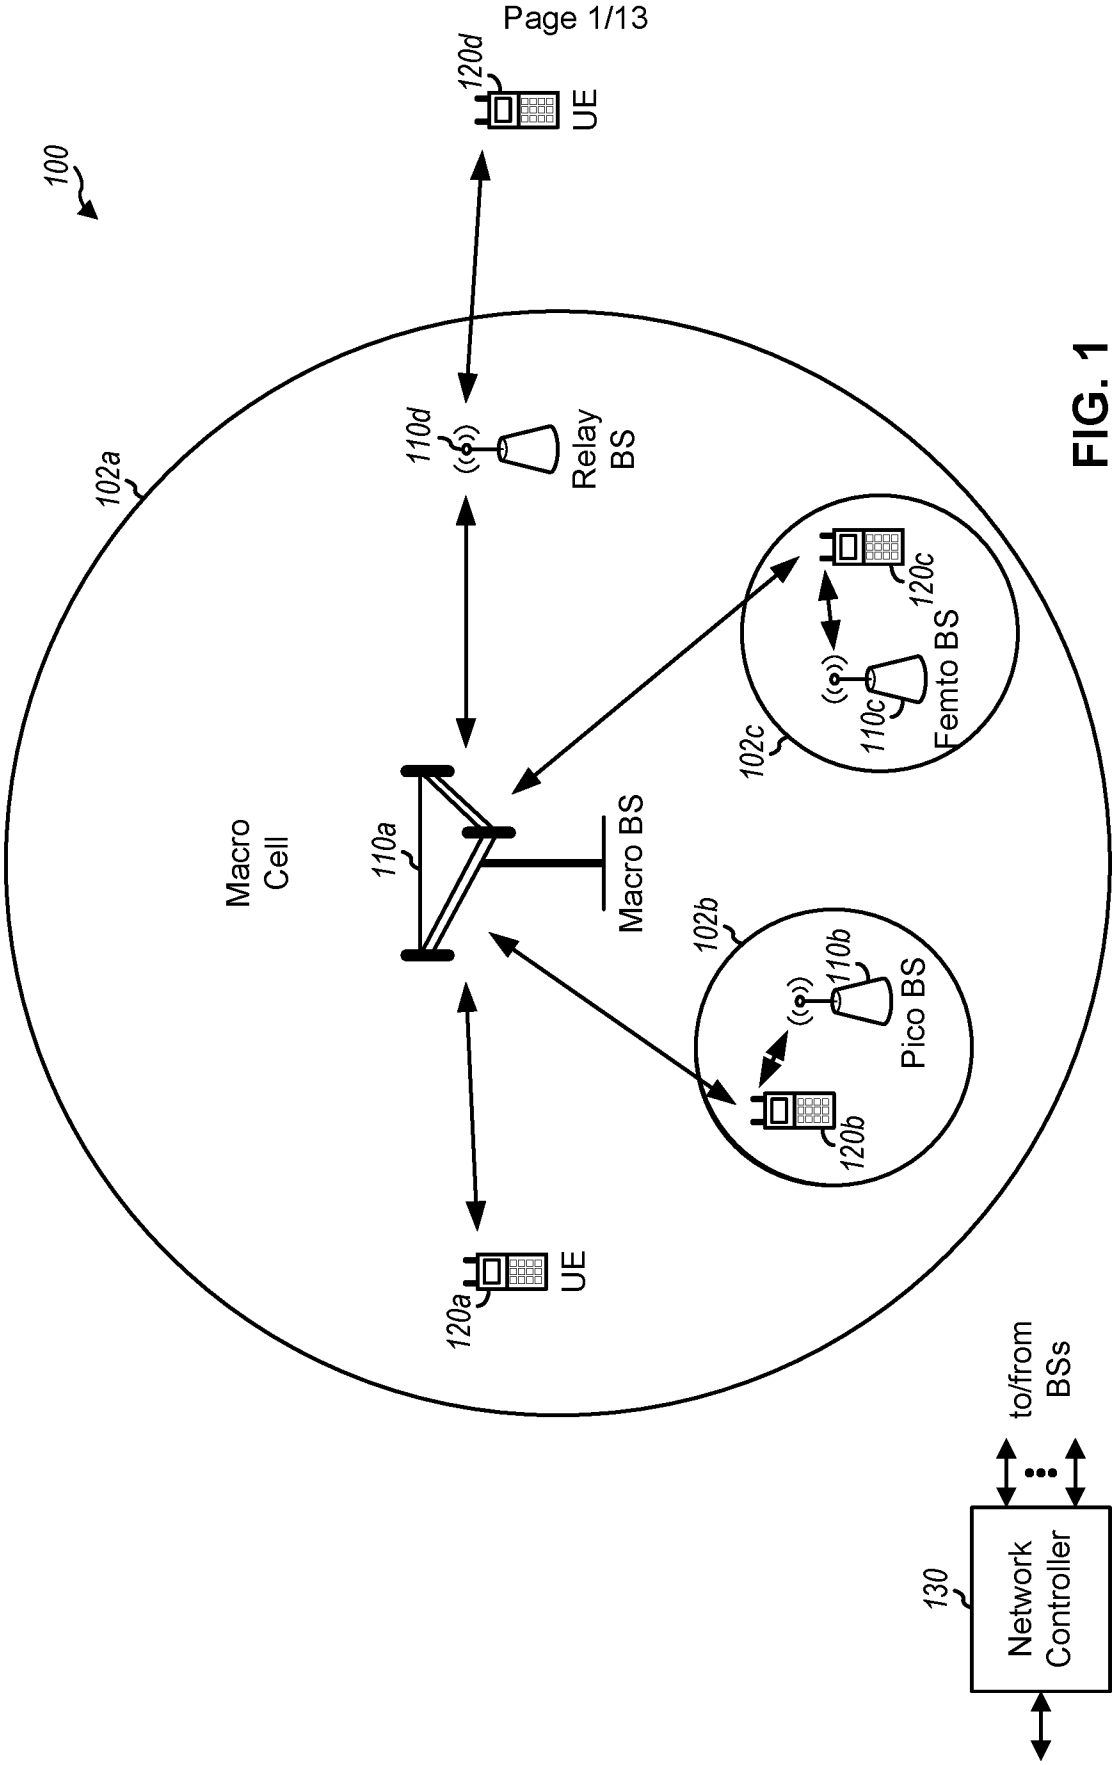 Page 1/13
100
102a
Macro
Cell
110a
Macro BS
120a
UE
110d
Relay
BS
120d
UE
102b
110b
Pico BS
120b
102c
110c
Femto BS
120c
130
Network
Controller
to/from
BSs
FIG. 1